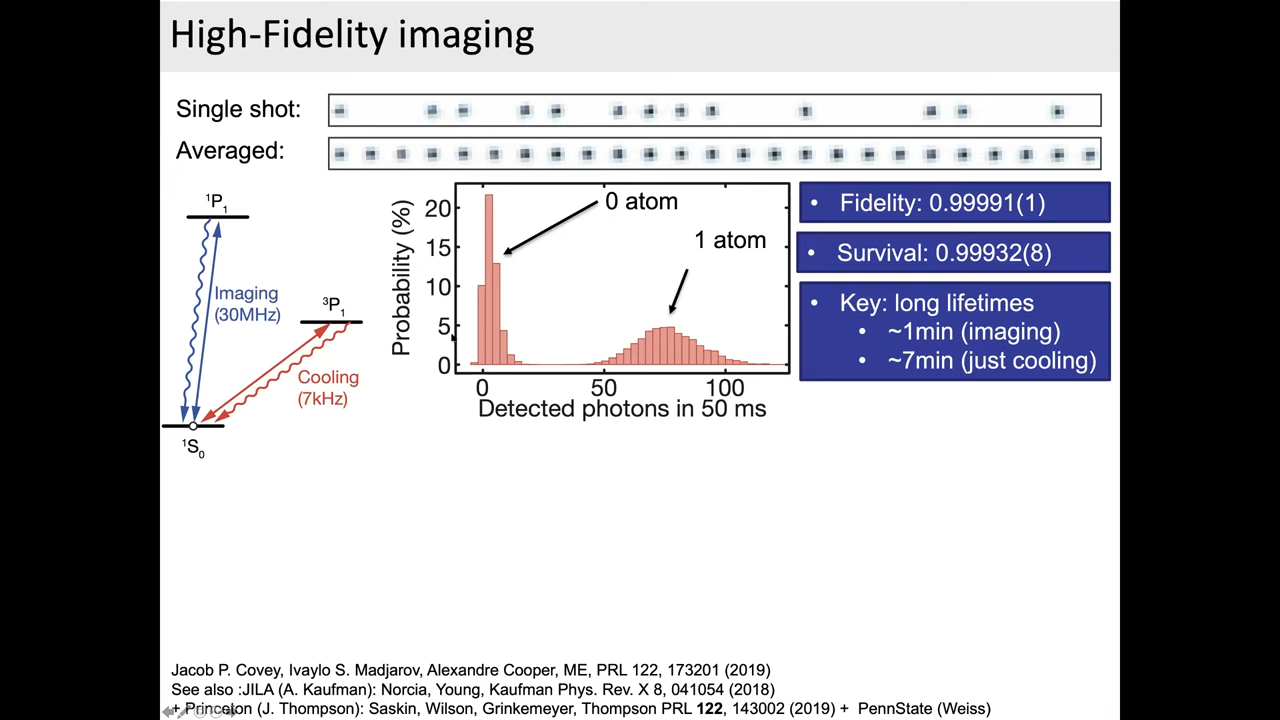 High-Fidelity imaging
Single shot:
Averaged:
¹P₁
Imaging
(30MHz)
³P₁
Cooling
(7kHz)
¹S₀
Probability (%)
20
15
10
5
0
0 atom
1 atom
0 50 100
Detected photons in 50 ms
• Fidelity: 0.99991(1)
• Survival: 0.99932(8)
• Key: long lifetimes
• ~1min (imaging)
• ~7min (just cooling)
Jacob P. Covey, Ivaylo S. Madjarov, Alexandre Cooper, ME, PRL 122, 173201 (2019)
See also :JILA (A. Kaufman): Norcia, Young, Kaufman Phys. Rev. X 8, 041054 (2018)
+ Princeton (J. Thompson): Saskin, Wilson, Grinkemeyer, Thompson PRL 122, 143002 (2019) + PennState (Weiss)